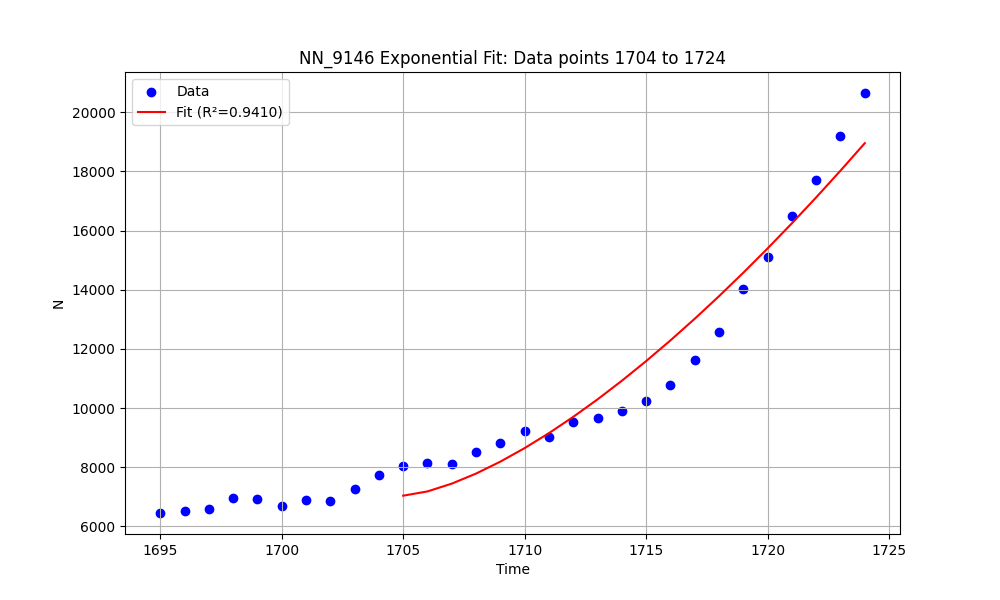 NN_9146 Exponential Fit: Data points 1704 to 1724
Data
Fit (R²=0.9410)
20000
18000
16000
14000
12000
10000
8000
6000
N
1695 1700 1705 1710 1715 1720 1725
Time